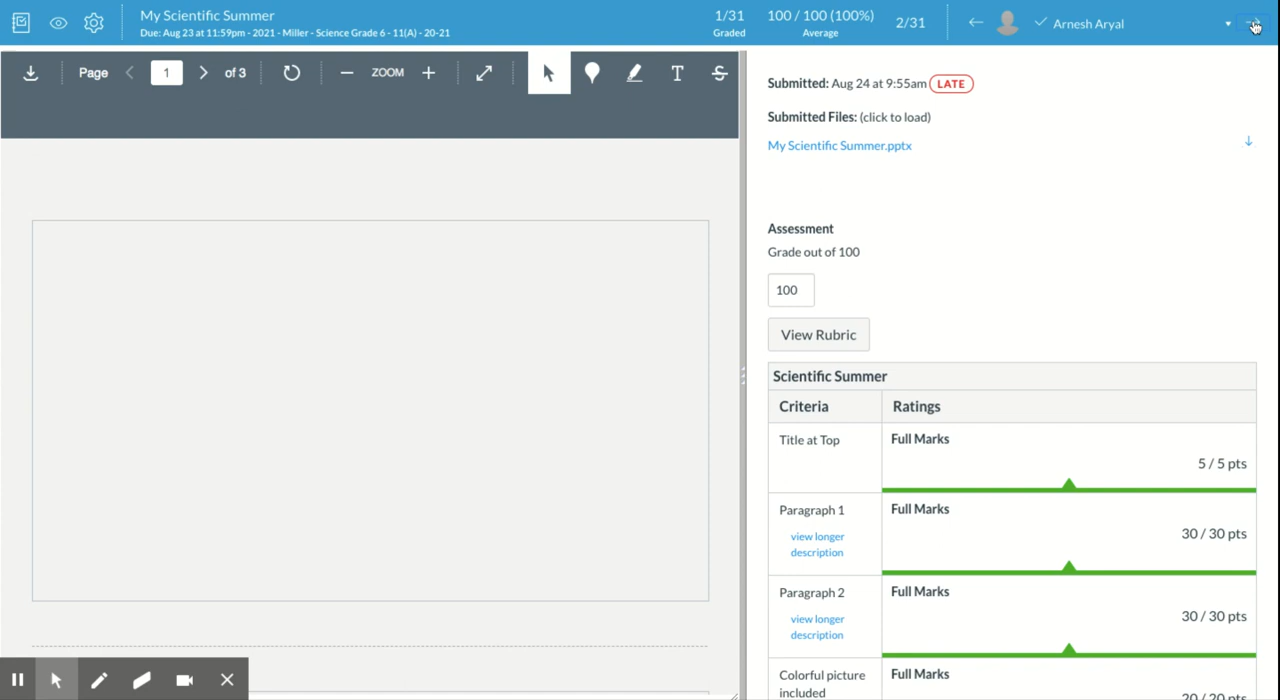 My Scientific Summer
Due: Aug 23 at 11:59pm - 2021 - Miller - Science Grade 6 - 11(A) - 20-21
1/31
Graded
100 / 100 (100%)
Average
2/31
Arnesh Aryal
Page
1
of 3
ZOOM
T
S
Submitted: Aug 24 at 9:55am LATE
Submitted Files: (click to load)
My Scientific Summer.pptx
Assessment
Grade out of 100
100
View Rubric
Scientific Summer
Criteria Ratings
Title at Top Full Marks
5 / 5 pts
Paragraph 1 Full Marks
view longer
description
30 / 30 pts
Paragraph 2 Full Marks
view longer
description
30 / 30 pts
Colorful picture
included
Full Marks
20 / 20 pts